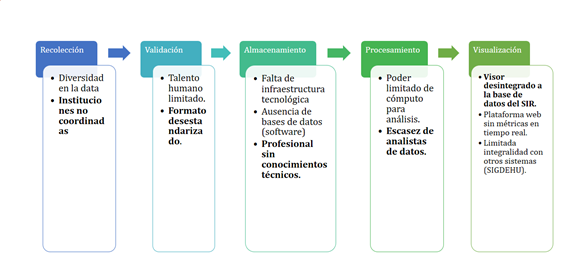 Recolección
• Diversidad
en la data
• Institucio
nes no
coordinad
as
Validación
• Talento
humano
limitado.
• Formato
desesta
ndariza
do.
Almacenamiento
• Falta de
infraestructura
tecnológica
• Ausencia de
bases de datos
(software)
• Profesional
sin
conocimientos
técnicos.
Procesamiento
• Poder
limitado de
cómputo
para
análisis.
• Escasez de
analistas
de datos.
Visualización
• Visor
desintegrado a
la base de
datos del SIR.
• Plataforma web
sin métricas en
tiempo real.
• Limitada
integralidad con
otros sistemas
(SIGDEHU).